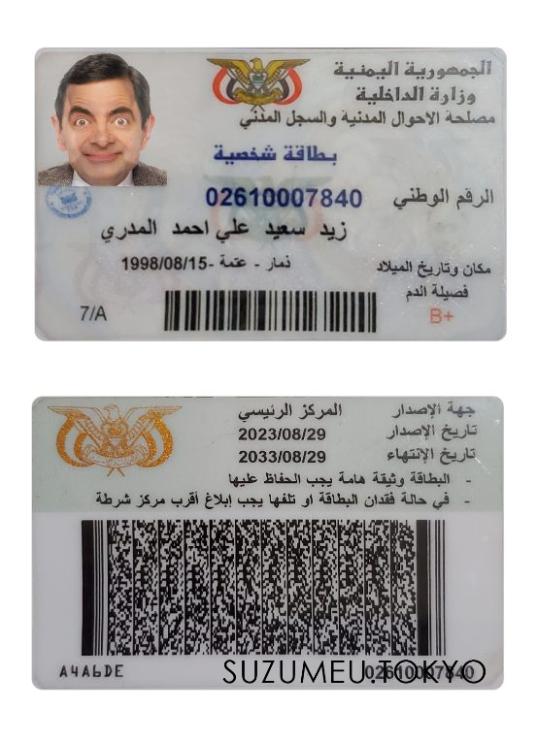 الجمهورية اليمنية
وزارة الداخلية
مصلحة الاحوال المدنية والسجل المدني
بطاقة شخصية
الرقم الوطني 02610007840
زيد سعيد علي احمد المدري
مكان وتاريخ الميلاد ذمار - عتمة -1998/08/15
فصيلة الدم
B+
7/A
جهة الإصدار المركز الرئيسي
تاريخ الإصدار 2023/08/29
تاريخ الإنتهاء 2033/08/29
- البطاقة وثيقة هامة يجب الحفاظ عليها
- في حالة فقدان البطاقة او تلفها يجب إبلاغ أقرب مركز شرطة
A4A6DE
02610007840
SUZUMEU.TOKYO